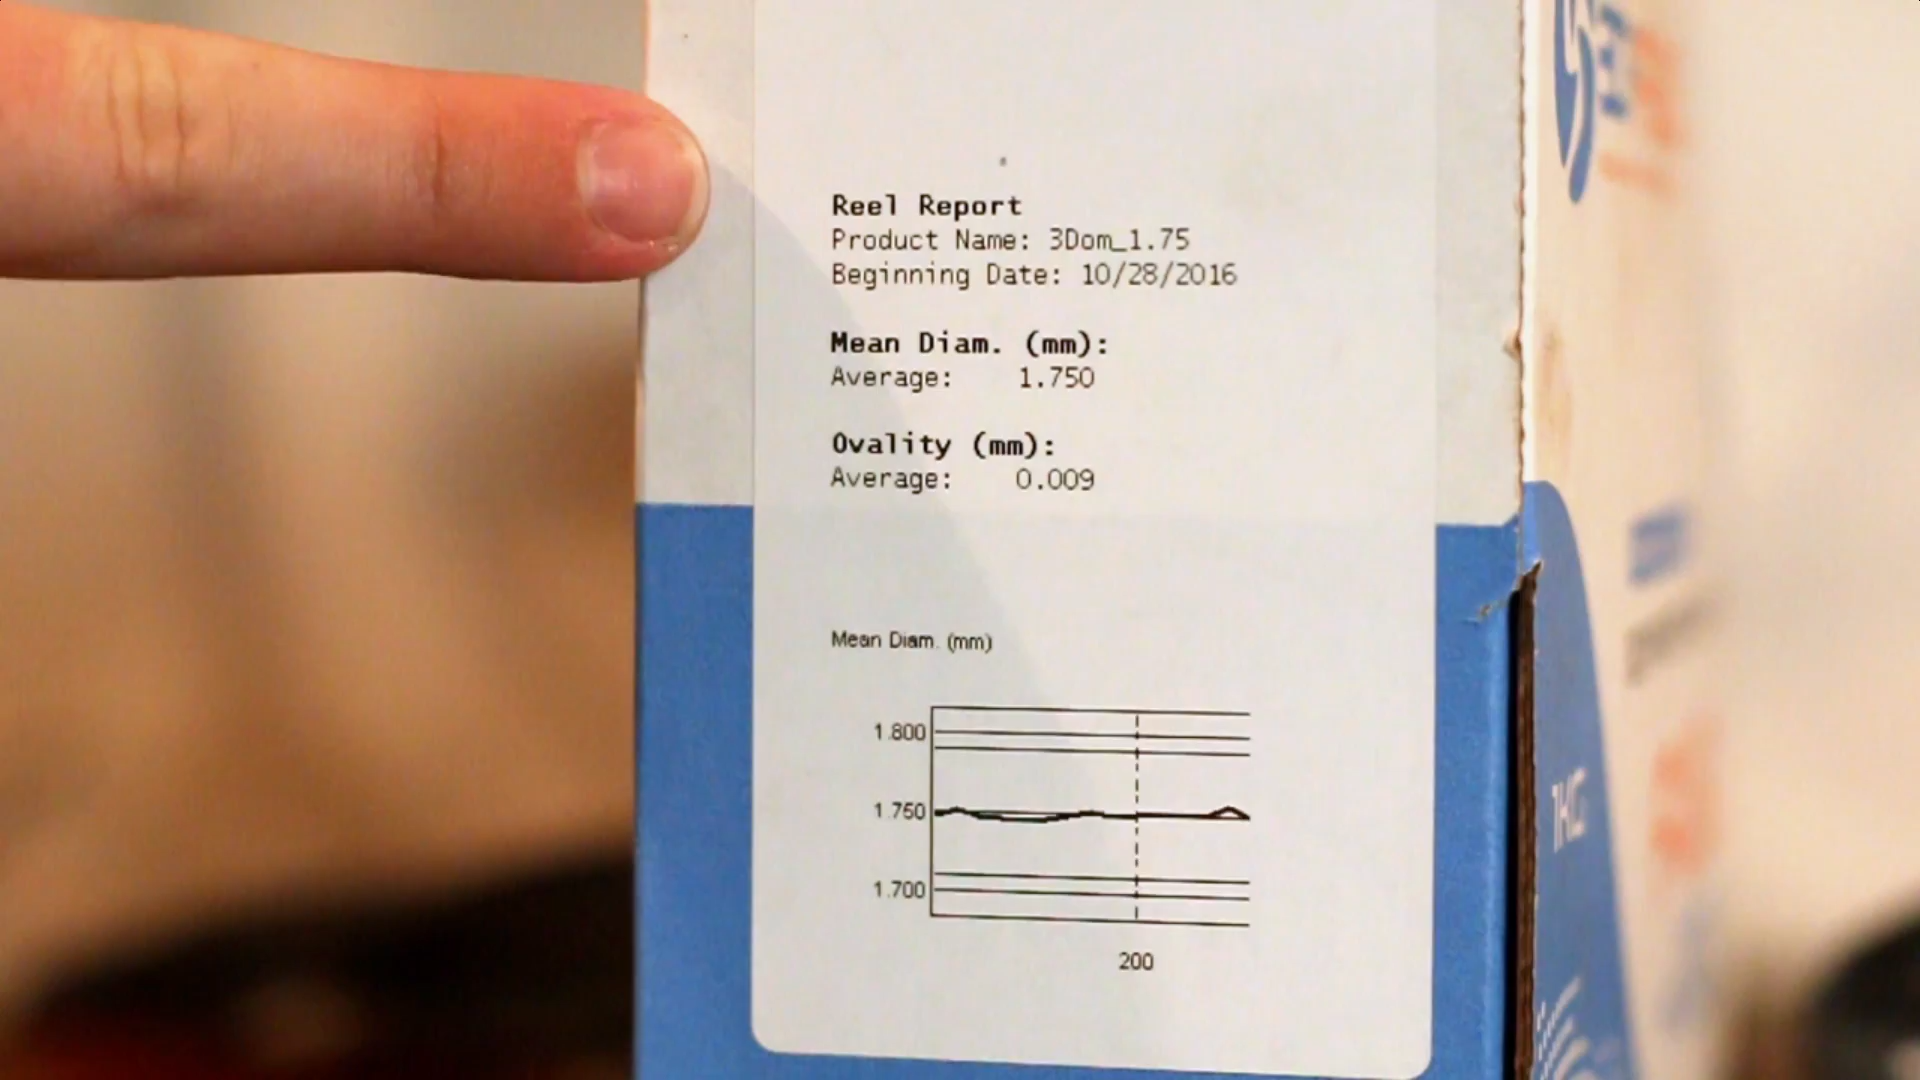 Reel Report
Product Name: 3Dom_1.75
Beginning Date: 10/28/2016
Mean Diam. (mm):
Average: 1.750
Ovality (mm):
Average: 0.009
Mean Diam. (mm)
1.800
1.750
1.700
200
1KG